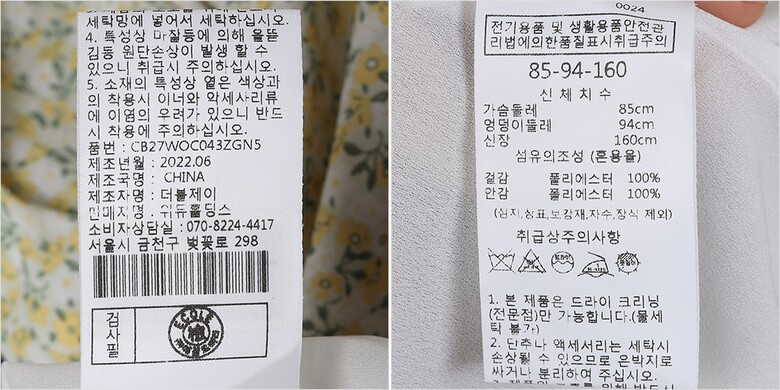 세탁망에 넣어서 세탁하십시오.
4. 특성상 마찰등에 의해 올뜯
김등 원단손상이 발생 할 수
있으니 취급시 주의하십시오.
5. 소재의 특성상 옅은 색상과
의 착용시 이너와 악세사리류
에 이염의 우려가 있으니 반드
시 착용에 주의하십시오.
품번 : CB27WOC043ZGN5
제조년월 : 2022.06
제조국명 : CHINA
제조자명 : 더블제이
판매자명 : 위듀홀딩스
소비자상담실 : 070-8224-4417
서울시 금천구 벚꽃로 298
검사필
ECOLE
0024
전기용품 및 생활용품안전관
리법에의한품질표시취급주의
85-94-160
신체치수
가슴둘레 85cm
엉덩이둘레 94cm
신장 160cm
섬유의조성 (혼용율)
겉감 폴리에스터 100%
안감 폴리에스터 100%
(심지,상표,보강재,자수,장식 제외)
취급상주의사항
1. 본 제품은 드라이 크리닝
(전문점)만 가능합니다.(물세
탁 불가)
2. 단추나 액세서리는 세탁시
손상될 수 있으므로 은박지로
싸거나 분리하여 주십시오.